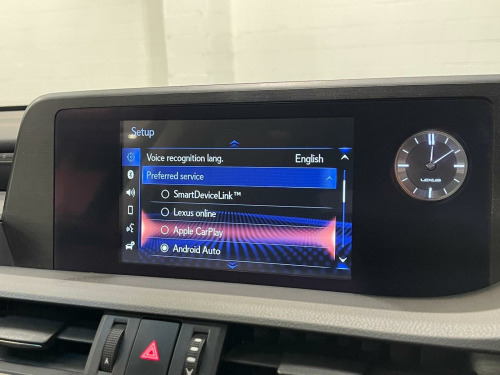 Setup
Voice recognition lang. English
Preferred service
SmartDeviceLink™
Lexus online
Apple CarPlay
Android Auto
LEXUS